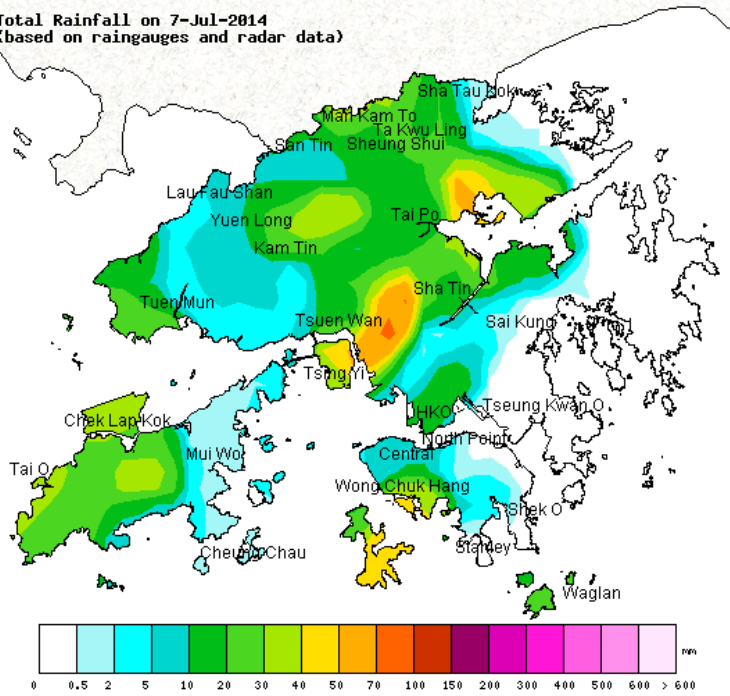 Total Rainfall on 7-Jul-2014
(based on raingauges and radar data)
Sha Tau Kok
Man Kam To
Ta Kwu Ling
San Tin
Sheung Shui
Lau Fau Shan
Yuen Long
Tai Po
Kam Tin
Sha Tin
Tuen Mun
Tsuen Wan
Sai Kung
Tsing Yi
HKO
Tseung Kwan O
Chek Lap Kok
North Point
Mui Wo
Central
Tai O
Wong Chuk Hang
Shek O
Cheung Chau
Stanley
Waglan
mm
0 0.5 2 5 10 20 30 40 50 70 100 150 200 300 400 500 600 > 600